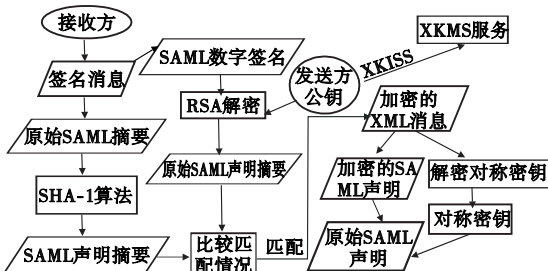 接收方
签名消息
原始SAML摘要
SHA-1算法
SAML声明摘要
SAML数字签名
RSA解密
原始SAML声明摘要
比较匹
配情况
匹配
发送方
公钥
XKISS
XKMS服务
加密的
XML消息
加密的SA
ML声明
解密对称密钥
对称密钥
原始SAML
声明